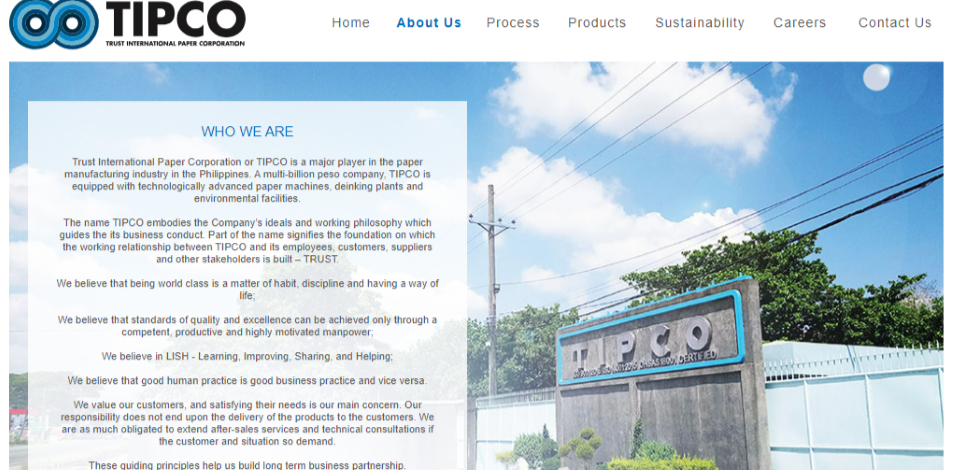 TIPCO
TRUST INTERNATIONAL PAPER CORPORATION
Home About Us Process Products Sustainability Careers Contact Us
WHO WE ARE
Trust International Paper Corporation or TIPCO is a major player in the paper
manufacturing industry in the Philippines. A multi-billion peso company, TIPCO is
equipped with technologically advanced paper machines, deinking plants and
environmental facilities.
The name TIPCO embodies the Company's ideals and working philosophy which
guides the its business conduct. Part of the name signifies the foundation on which
the working relationship between TIPCO and its employees, customers, suppliers
and other stakeholders is built – TRUST.
We believe that being world class is a matter of habit, discipline and having a way of
life;
We believe that standards of quality and excellence can be achieved only through a
competent, productive and highly motivated manpower;
We believe in LISH - Learning, Improving, Sharing, and Helping;
We believe that good human practice is good business practice and vice versa.
We value our customers, and satisfying their needs is our main concern. Our
responsibility does not end upon the delivery of the products to the customers. We
are as much obligated to extend after-sales services and technical consultations if
the customer and situation so demand.
These guiding principles help us build long term business partnership.
TIPCO
CERTIFIED